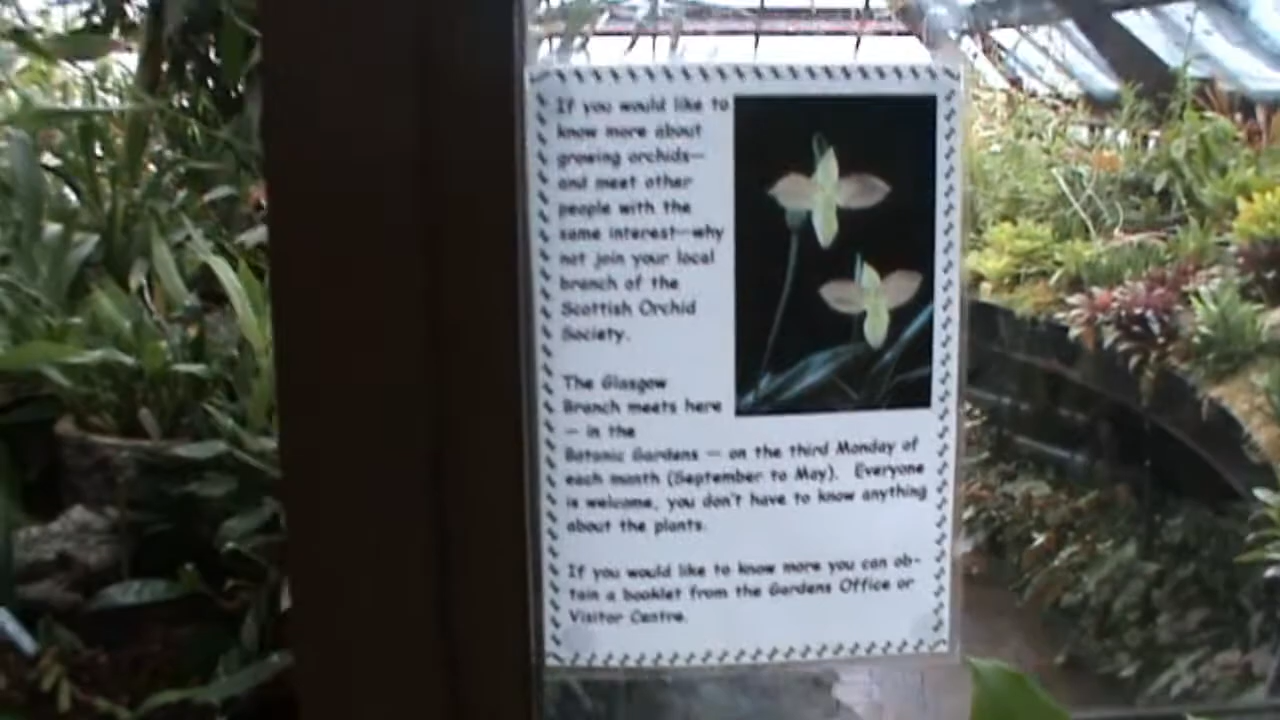 If you would like to
know more about
growing orchids—
and meet other
people with the
same interest—why
not join your local
branch of the
Scottish Orchid
Society.
The Glasgow
Branch meets here
— in the
Botanic Gardens — on the third Monday of
each month (September to May). Everyone
is welcome, you don't have to know anything
about the plants.
If you would like to know more you can ob-
tain a booklet from the Gardens Office or
Visitor Centre.